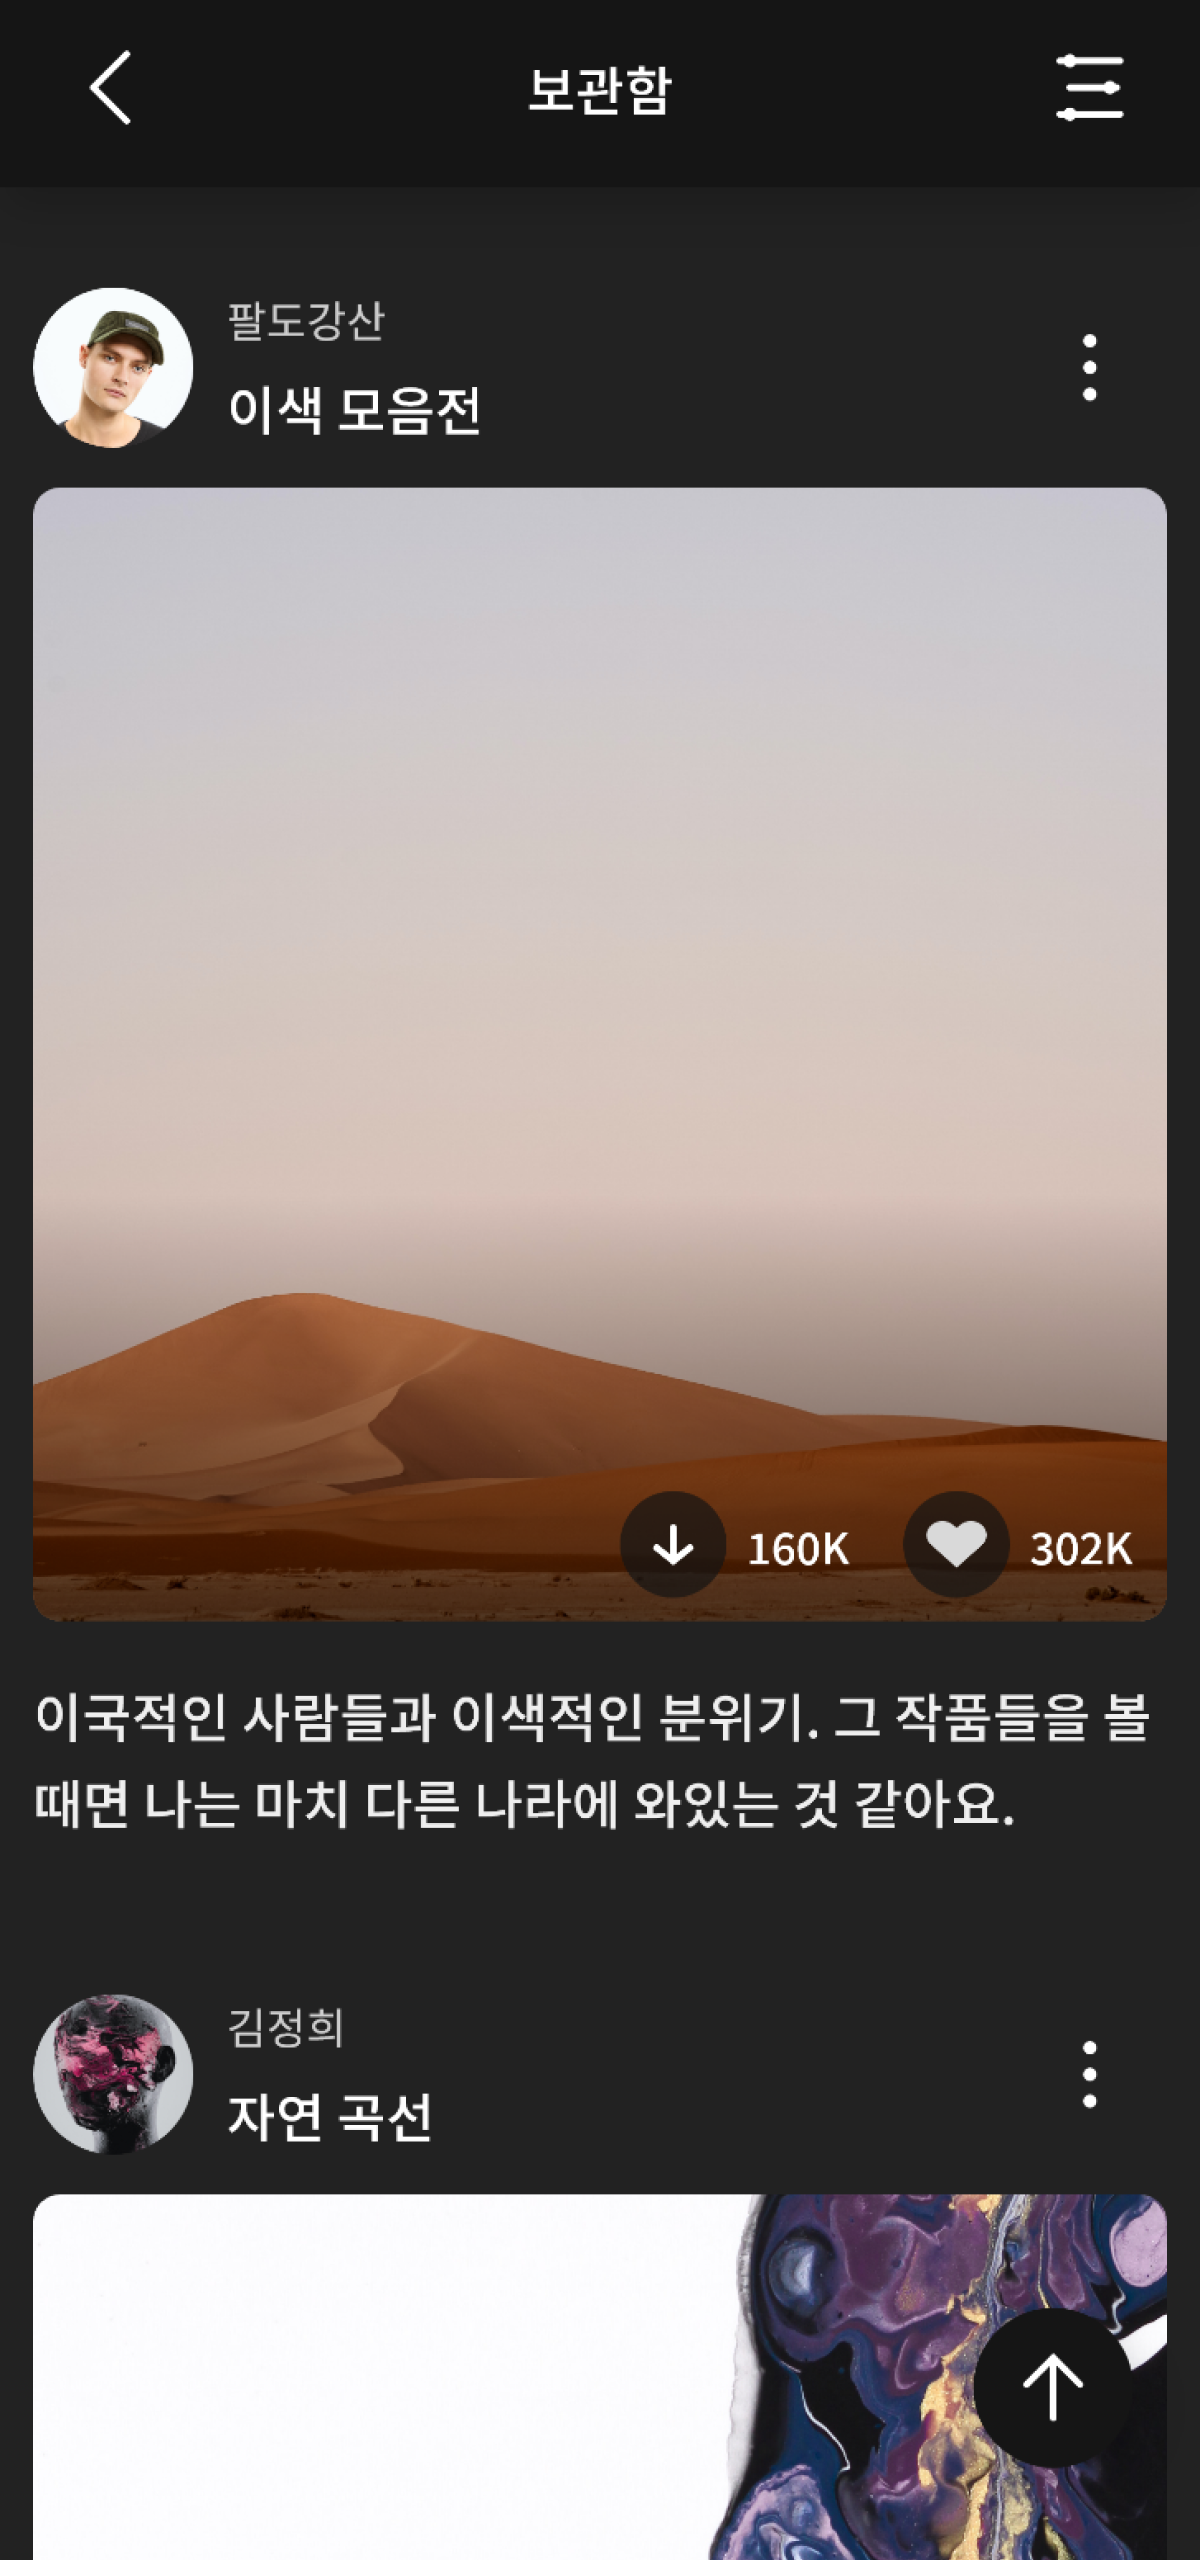 보관함
팔도강산
이색 모음전
160K 302K
이국적인 사람들과 이색적인 분위기. 그 작품들을 볼
때면 나는 마치 다른 나라에 와있는 것 같아요.
김정희
자연 곡선